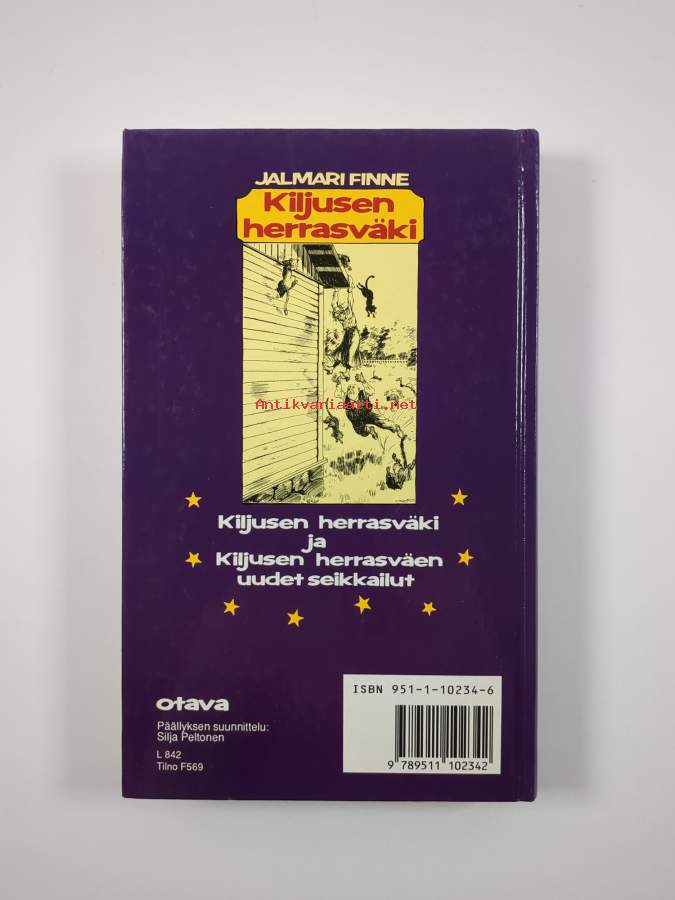 JALMARI FINNE
Kiljusen
herrasväki
Antikvariaatti.net
Kiljusen herrasväki
ja
Kiljusen herrasväen
uudet seikkailut
otava
Päällyksen suunnittelu:
Silja Peltonen
L 842
Tilno F569
ISBN 951-1-10234-6
9 789511 102342